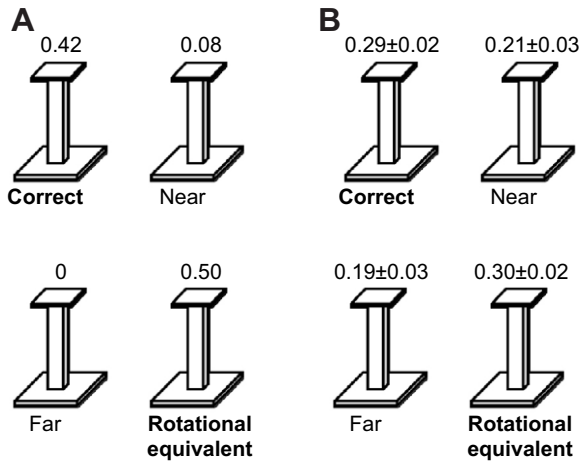 A
B
0.42
0.08
0.29±0.02
0.21±0.03
Correct
Near
Correct
Near
0
0.50
0.19±0.03
0.30±0.02
Far
Rotational
equivalent
Far
Rotational
equivalent